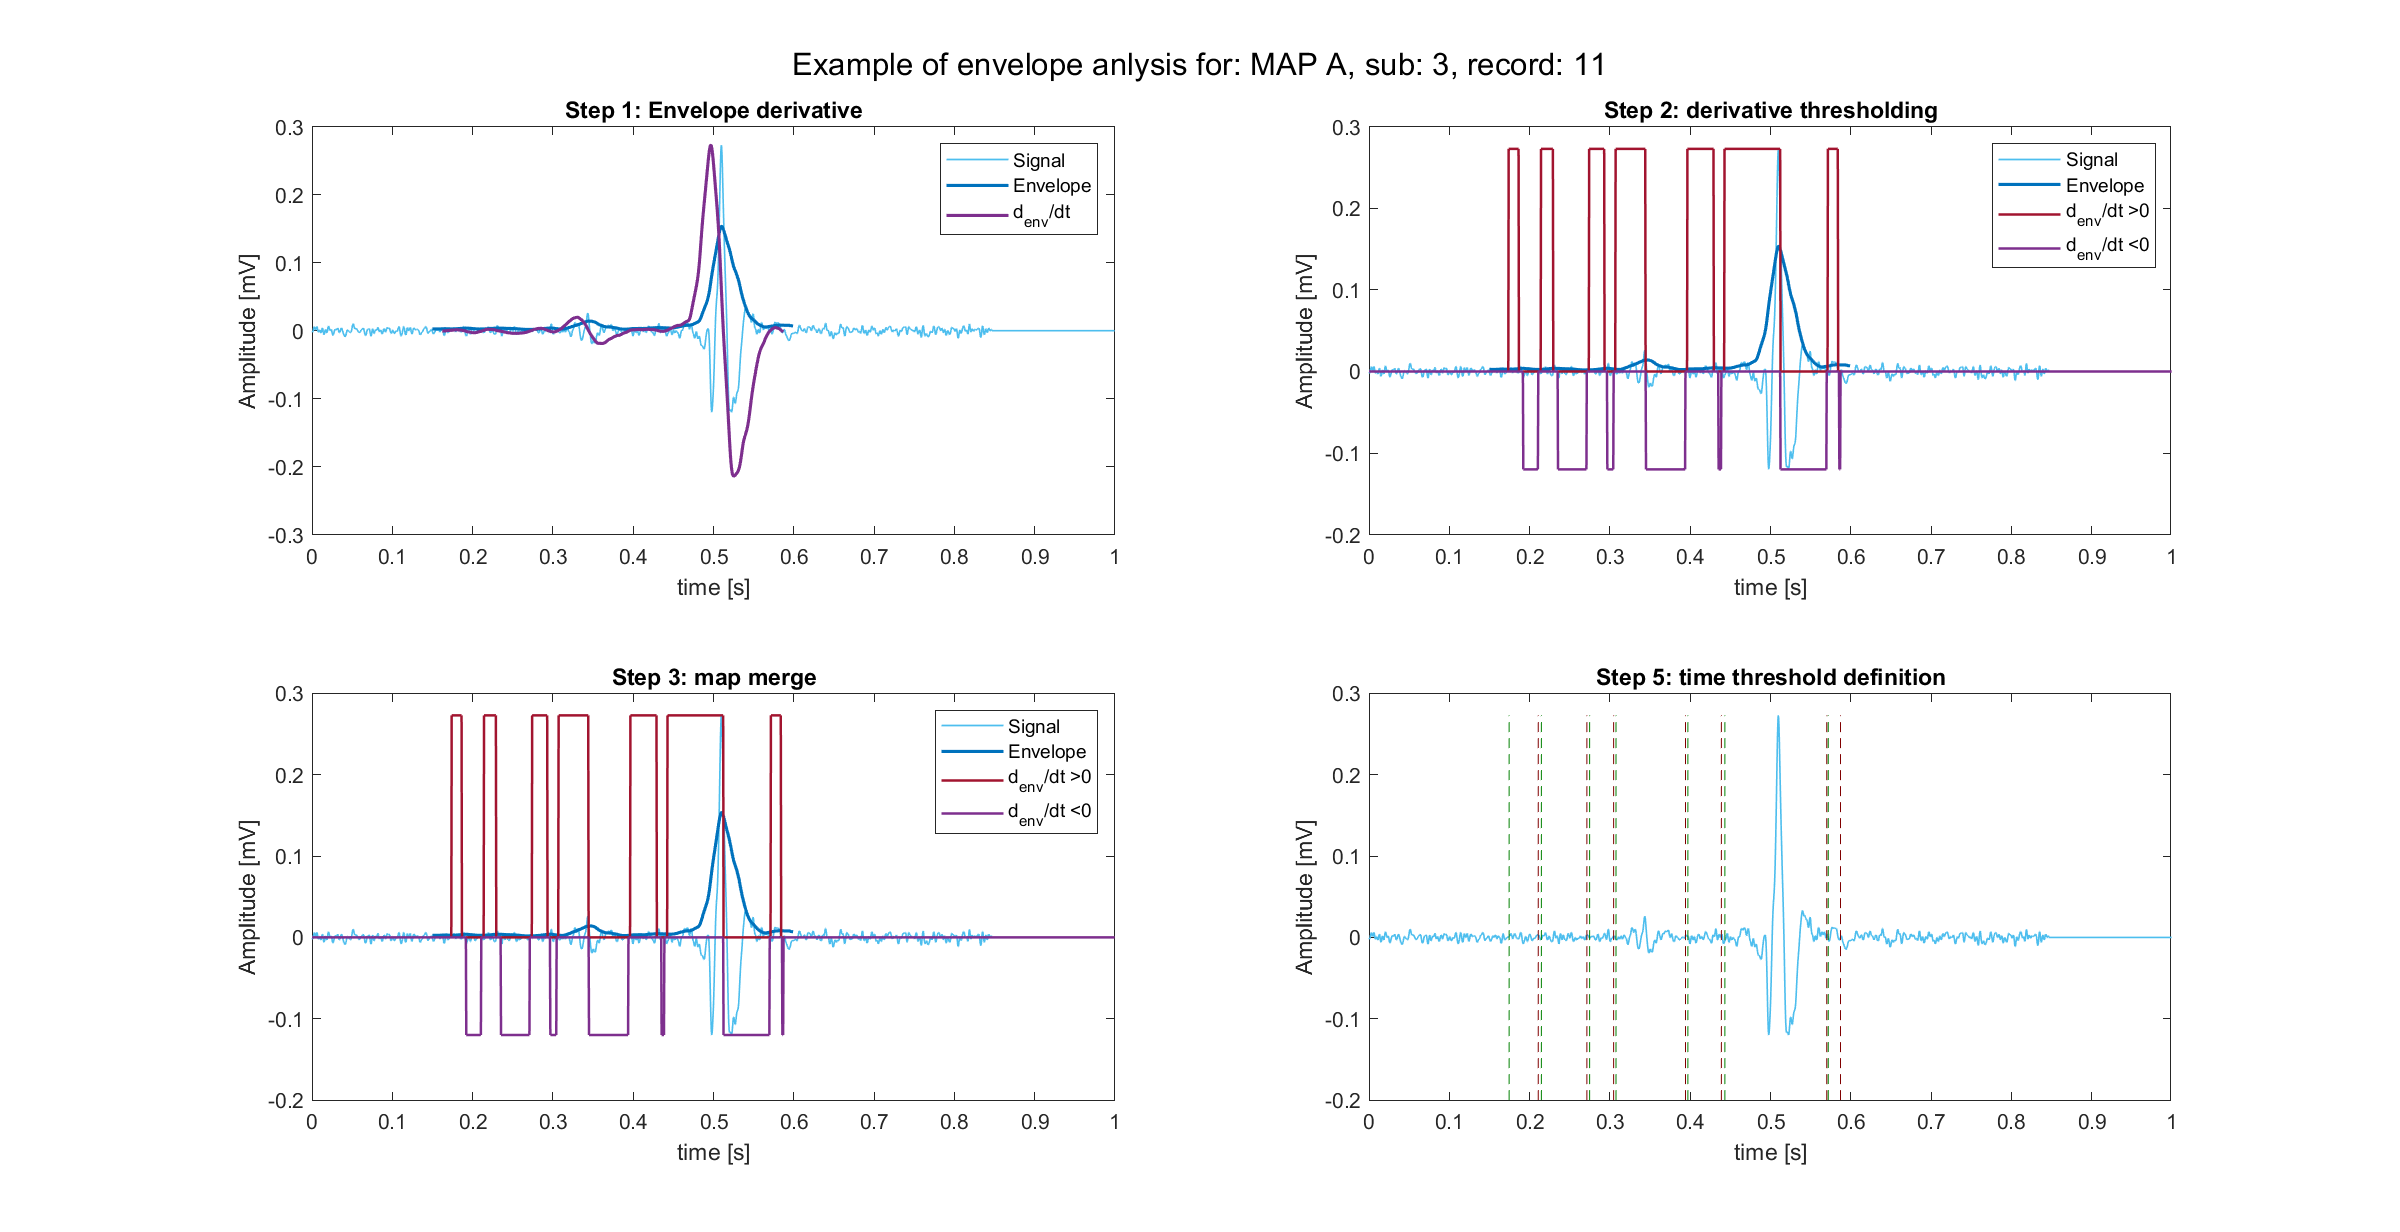 Example of envelope anlysis for: MAP A, sub: 3, record: 11
Step 1: Envelope derivative
0.3
0.2
0.1
0
-0.1
-0.2
-0.3
Amplitude [mV]
0 0.1 0.2 0.3 0.4 0.5 0.6 0.7 0.8 0.9 1
time [s]
Signal
Envelope
d_env/dt
Step 2: derivative thresholding
0.3
0.2
0.1
0
-0.1
-0.2
Amplitude [mV]
0 0.1 0.2 0.3 0.4 0.5 0.6 0.7 0.8 0.9 1
time [s]
Signal
Envelope
d_env/dt >0
d_env/dt <0
Step 3: map merge
0.3
0.2
0.1
0
-0.1
-0.2
Amplitude [mV]
0 0.1 0.2 0.3 0.4 0.5 0.6 0.7 0.8 0.9 1
time [s]
Signal
Envelope
d_env/dt >0
d_env/dt <0
Step 5: time threshold definition
0.3
0.2
0.1
0
-0.1
-0.2
Amplitude [mV]
0 0.1 0.2 0.3 0.4 0.5 0.6 0.7 0.8 0.9 1
time [s]